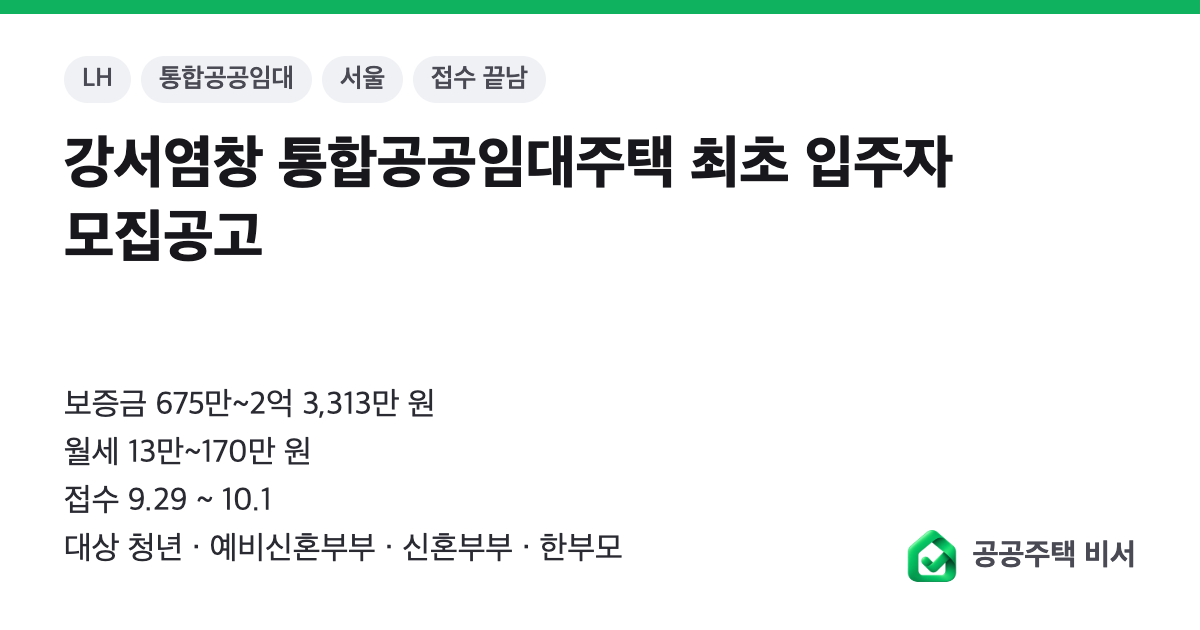 LH 통합공공임대 서울 접수 끝남
강서염창 통합공공임대주택 최초 입주자
모집공고
보증금 675만~2억 3,313만 원
월세 13만~170만 원
접수 9.29 ~ 10.1
대상 청년 · 예비신혼부부 · 신혼부부 · 한부모
공공주택 비서